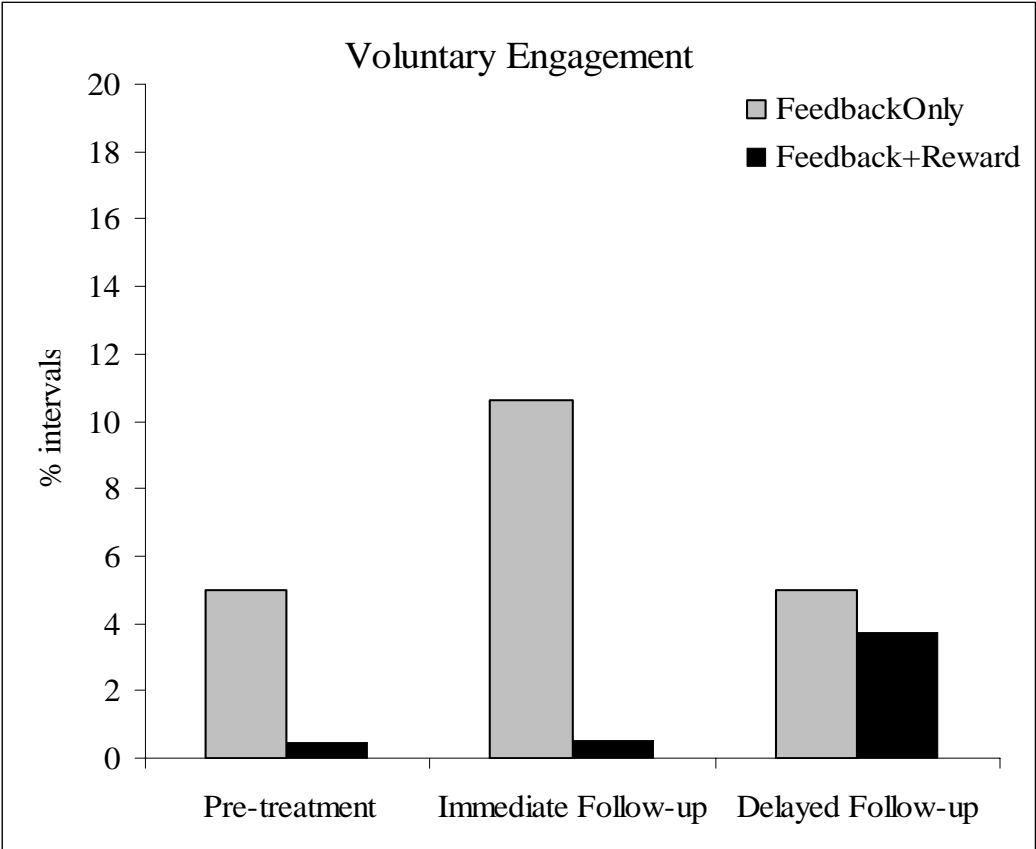 Voluntary Engagement
FeedbackOnly
Feedback+Reward
20
18
16
14
12
10
8
6
4
2
0
% intervals
Pre-treatment
Immediate Follow-up
Delayed Follow-up